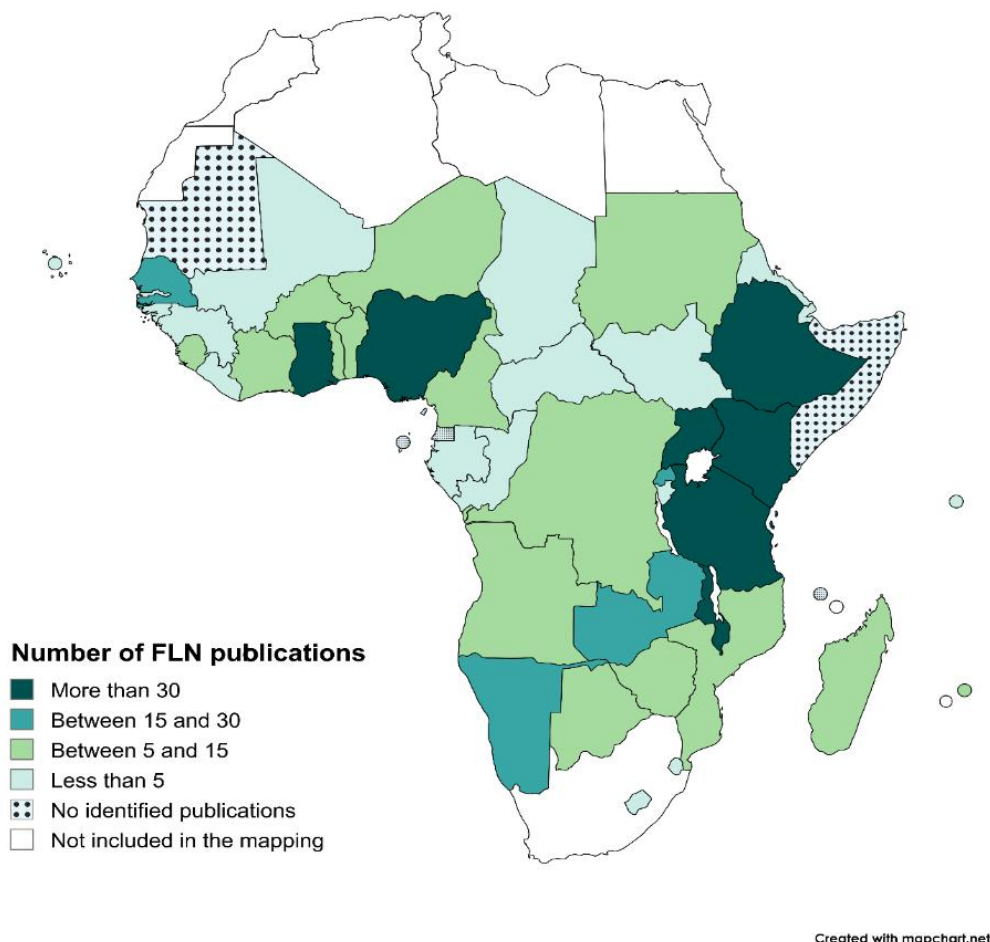 Number of FLN publications
More than 30
Between 15 and 30
Between 5 and 15
Less than 5
No identified publications
Not included in the mapping
Created with mapchart.net